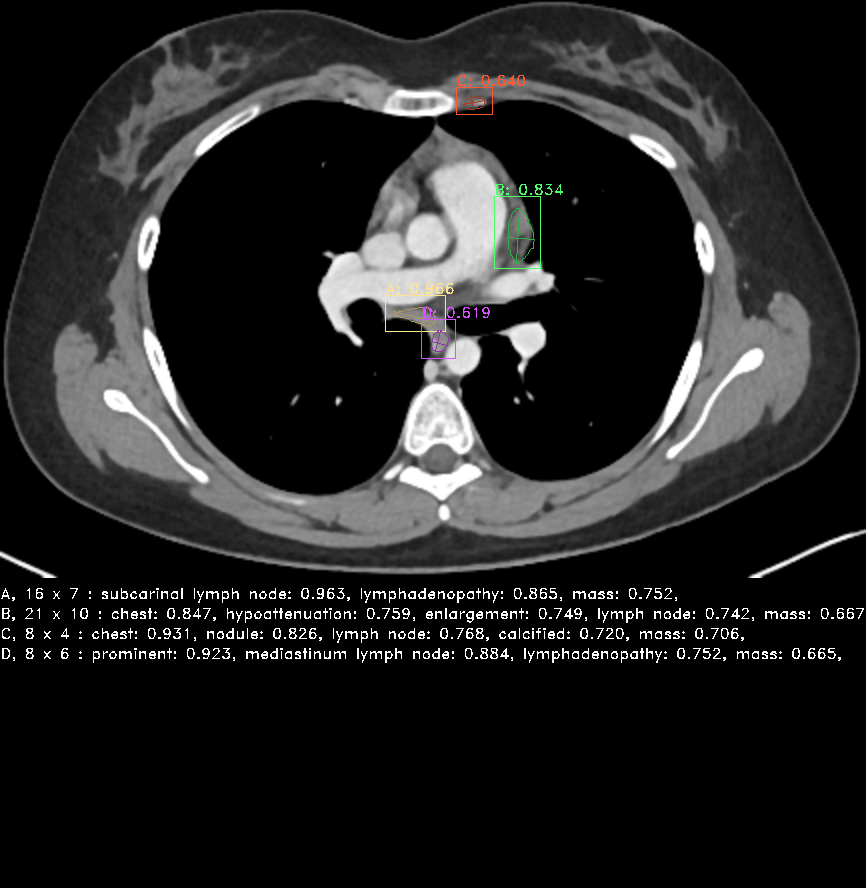 C: 0.640
B: 0.834
A: 0.966
D: 0.619
A, 16 x 7 : subcarinal lymph node: 0.963, lymphadenopathy: 0.865, mass: 0.752,
B, 21 x 10 : chest: 0.847, hypoattenuation: 0.759, enlargement: 0.749, lymph node: 0.742, mass: 0.667
C, 8 x 4 : chest: 0.931, nodule: 0.826, lymph node: 0.768, calcified: 0.720, mass: 0.706,
D, 8 x 6 : prominent: 0.923, mediastinum lymph node: 0.884, lymphadenopathy: 0.752, mass: 0.665,